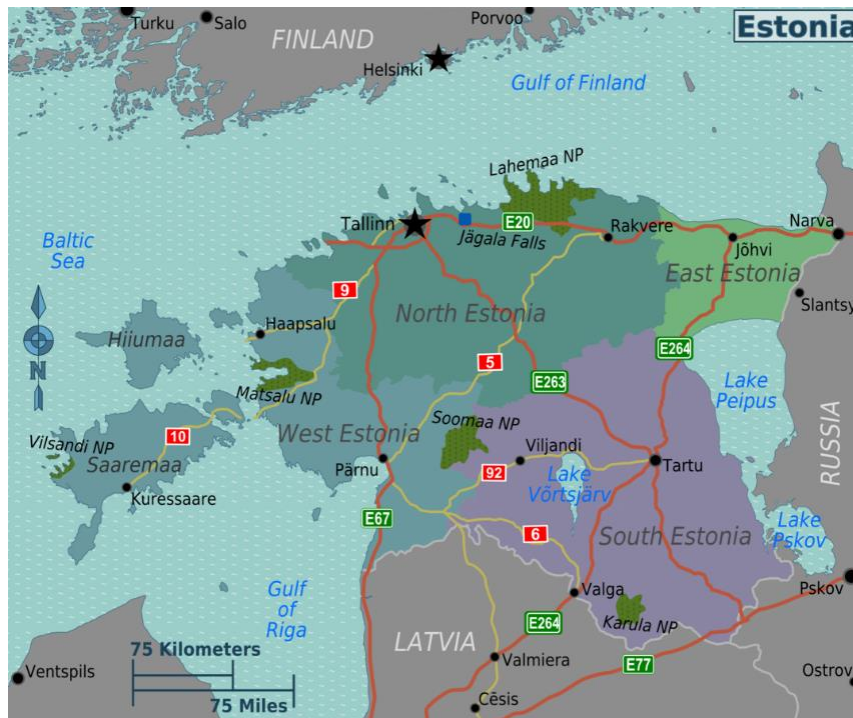 Estonia
Turku
Salo
Porvoo
FINLAND
Helsinki
Gulf of Finland
Lahemaa NP
Tallinn
E20
Jägala Falls
Rakvere
Narva
Jõhvi
Baltic
Sea
East Estonia
Slantsy
9
Haapsalu
North Estonia
Hiiumaa
N
5
E264
E263
Lake
Peipus
Matsalu NP
Soomaa NP
10
West Estonia
Vilsandi NP
Saaremaa
Viljandi
Pärnu
92
Tartu
RUSSIA
Kuressaare
Lake
Võrtsjärv
E67
6
South Estonia
Lake
Pskov
Gulf
of
Riga
Valga
Pskov
Karula NP
E264
LATVIA
75 Kilometers
Valmiera
E77
Ventspils
Ostrov
75 Miles
Cēsis